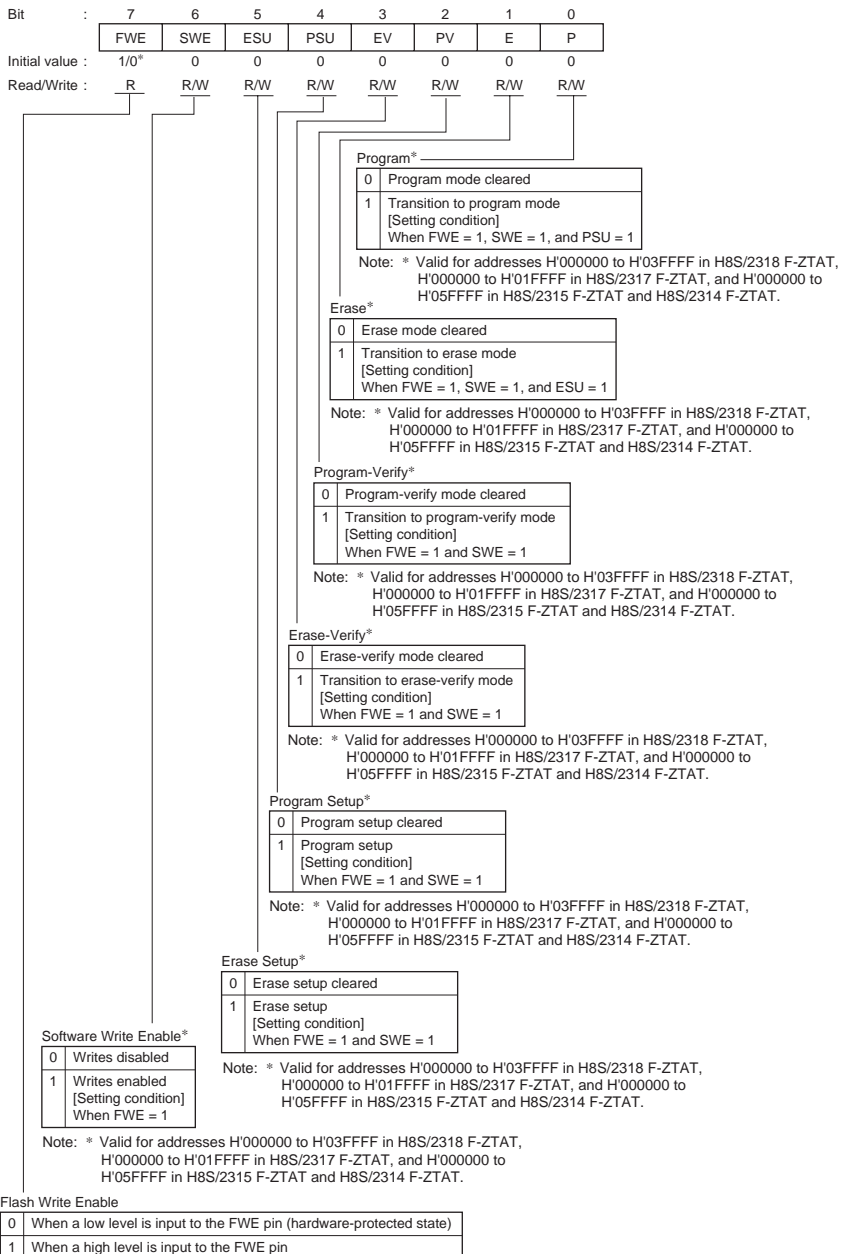 Bit : 7 6 5 4 3 2 1 0
FWE SWE ESU PSU EV PV E P
Initial value : 1/0* 0 0 0 0 0 0 0
Read/Write : R R/W R/W R/W R/W R/W R/W R/W
Program*
0 Program mode cleared
1 Transition to program mode
[Setting condition]
When FWE = 1, SWE = 1, and PSU = 1
Note: * Valid for addresses H'000000 to H'03FFFF in H8S/2318 F-ZTAT,
H'000000 to H'01FFFF in H8S/2317 F-ZTAT, and H'000000 to
H'05FFFF in H8S/2315 F-ZTAT and H8S/2314 F-ZTAT.
Erase*
0 Erase mode cleared
1 Transition to erase mode
[Setting condition]
When FWE = 1, SWE = 1, and ESU = 1
Note: * Valid for addresses H'000000 to H'03FFFF in H8S/2318 F-ZTAT,
H'000000 to H'01FFFF in H8S/2317 F-ZTAT, and H'000000 to
H'05FFFF in H8S/2315 F-ZTAT and H8S/2314 F-ZTAT.
Program-Verify*
0 Program-verify mode cleared
1 Transition to program-verify mode
[Setting condition]
When FWE = 1 and SWE = 1
Note: * Valid for addresses H'000000 to H'03FFFF in H8S/2318 F-ZTAT,
H'000000 to H'01FFFF in H8S/2317 F-ZTAT, and H'000000 to
H'05FFFF in H8S/2315 F-ZTAT and H8S/2314 F-ZTAT.
Erase-Verify*
0 Erase-verify mode cleared
1 Transition to erase-verify mode
[Setting condition]
When FWE = 1 and SWE = 1
Note: * Valid for addresses H'000000 to H'03FFFF in H8S/2318 F-ZTAT,
H'000000 to H'01FFFF in H8S/2317 F-ZTAT, and H'000000 to
H'05FFFF in H8S/2315 F-ZTAT and H8S/2314 F-ZTAT.
Program Setup*
0 Program setup cleared
1 Program setup
[Setting condition]
When FWE = 1 and SWE = 1
Note: * Valid for addresses H'000000 to H'03FFFF in H8S/2318 F-ZTAT,
H'000000 to H'01FFFF in H8S/2317 F-ZTAT, and H'000000 to
H'05FFFF in H8S/2315 F-ZTAT and H8S/2314 F-ZTAT.
Erase Setup*
0 Erase setup cleared
1 Erase setup
[Setting condition]
When FWE = 1 and SWE = 1
Note: * Valid for addresses H'000000 to H'03FFFF in H8S/2318 F-ZTAT,
H'000000 to H'01FFFF in H8S/2317 F-ZTAT, and H'000000 to
H'05FFFF in H8S/2315 F-ZTAT and H8S/2314 F-ZTAT.
Software Write Enable*
0 Writes disabled
1 Writes enabled
[Setting condition]
When FWE = 1
Note: * Valid for addresses H'000000 to H'03FFFF in H8S/2318 F-ZTAT,
H'000000 to H'01FFFF in H8S/2317 F-ZTAT, and H'000000 to
H'05FFFF in H8S/2315 F-ZTAT and H8S/2314 F-ZTAT.
Flash Write Enable
0 When a low level is input to the FWE pin (hardware-protected state)
1 When a high level is input to the FWE pin